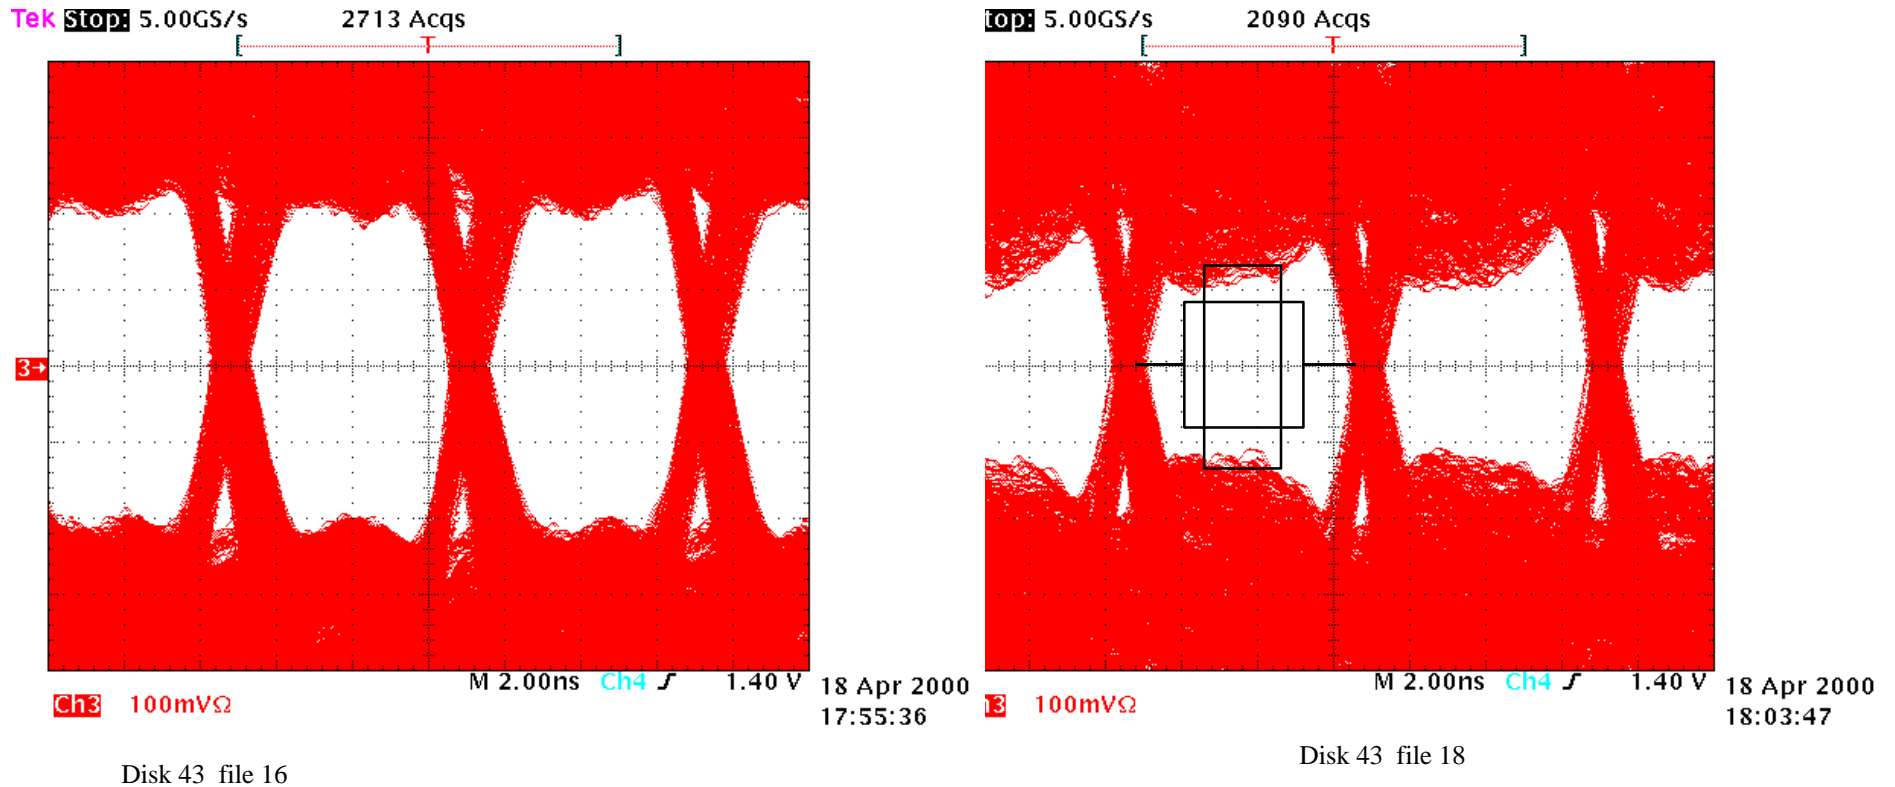 Tek Stop: 5.00GS/s 2713 Acqs
T
3→
M 2.00ns Ch4 1.40 V
Ch3 100mVΩ
18 Apr 2000
17:55:36
Disk 43 file 16
top: 5.00GS/s 2090 Acqs
T
M 2.00ns Ch4 1.40 V
13 100mVΩ
18 Apr 2000
18:03:47
Disk 43 file 18